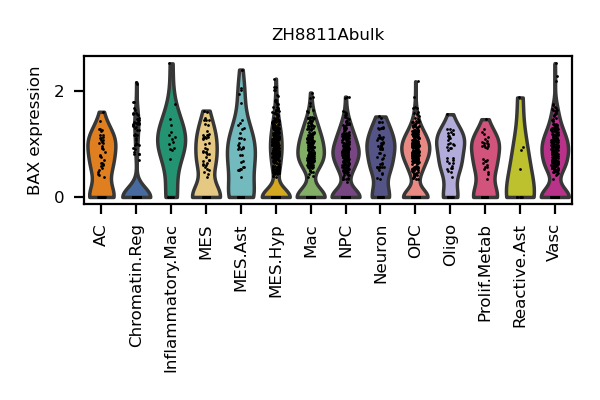 ZH8811Abulk
BAX expression
2
0
AC
Chromatin.Reg
Inflammatory.Mac
MES
MES.Ast
MES.Hyp
Mac
NPC
Neuron
OPC
Oligo
Prolif.Metab
Reactive.Ast
Vasc